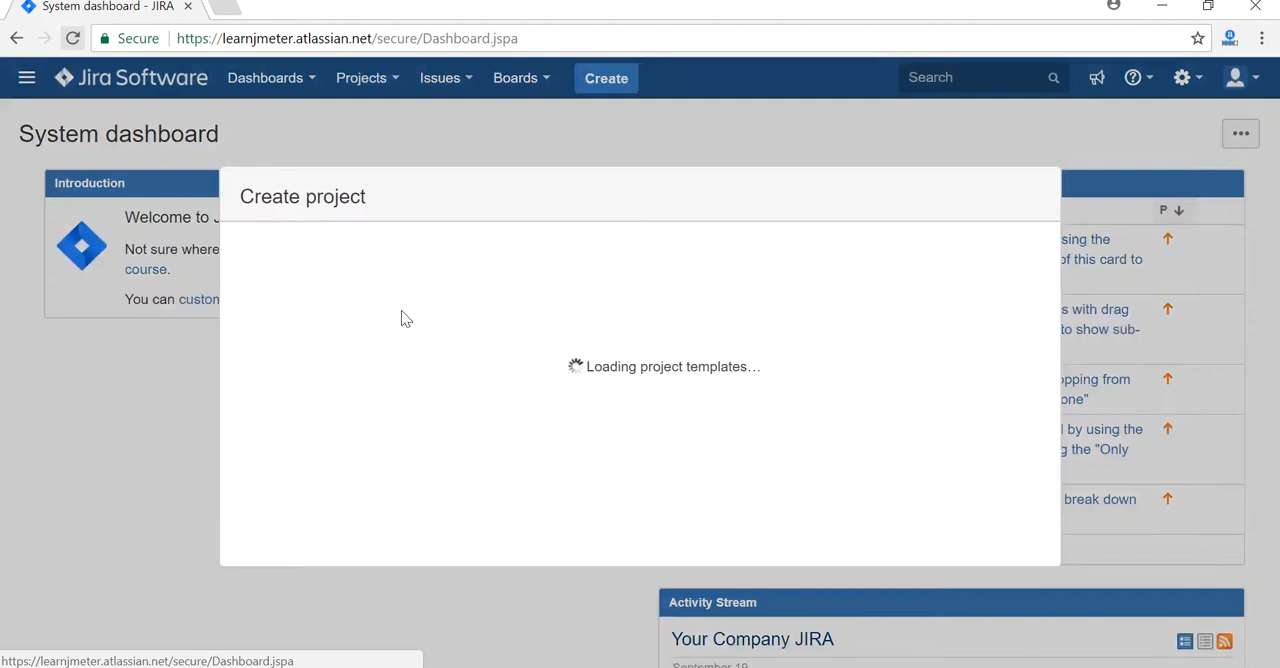 System dashboard - JIRA
Secure https://learnjmeter.atlassian.net/secure/Dashboard.jspa
Jira Software Dashboards Projects Issues Boards Create Search
System dashboard
Introduction
Create project
Welcome to J
P
Not sure where
course.
You can custon
Loading project templates…
sing the
of this card to
s with drag
to show sub-
opping from
one"
l by using the
g the "Only
break down
Activity Stream
Your Company JIRA
September 19
https://learnjmeter.atlassian.net/secure/Dashboard.jspa